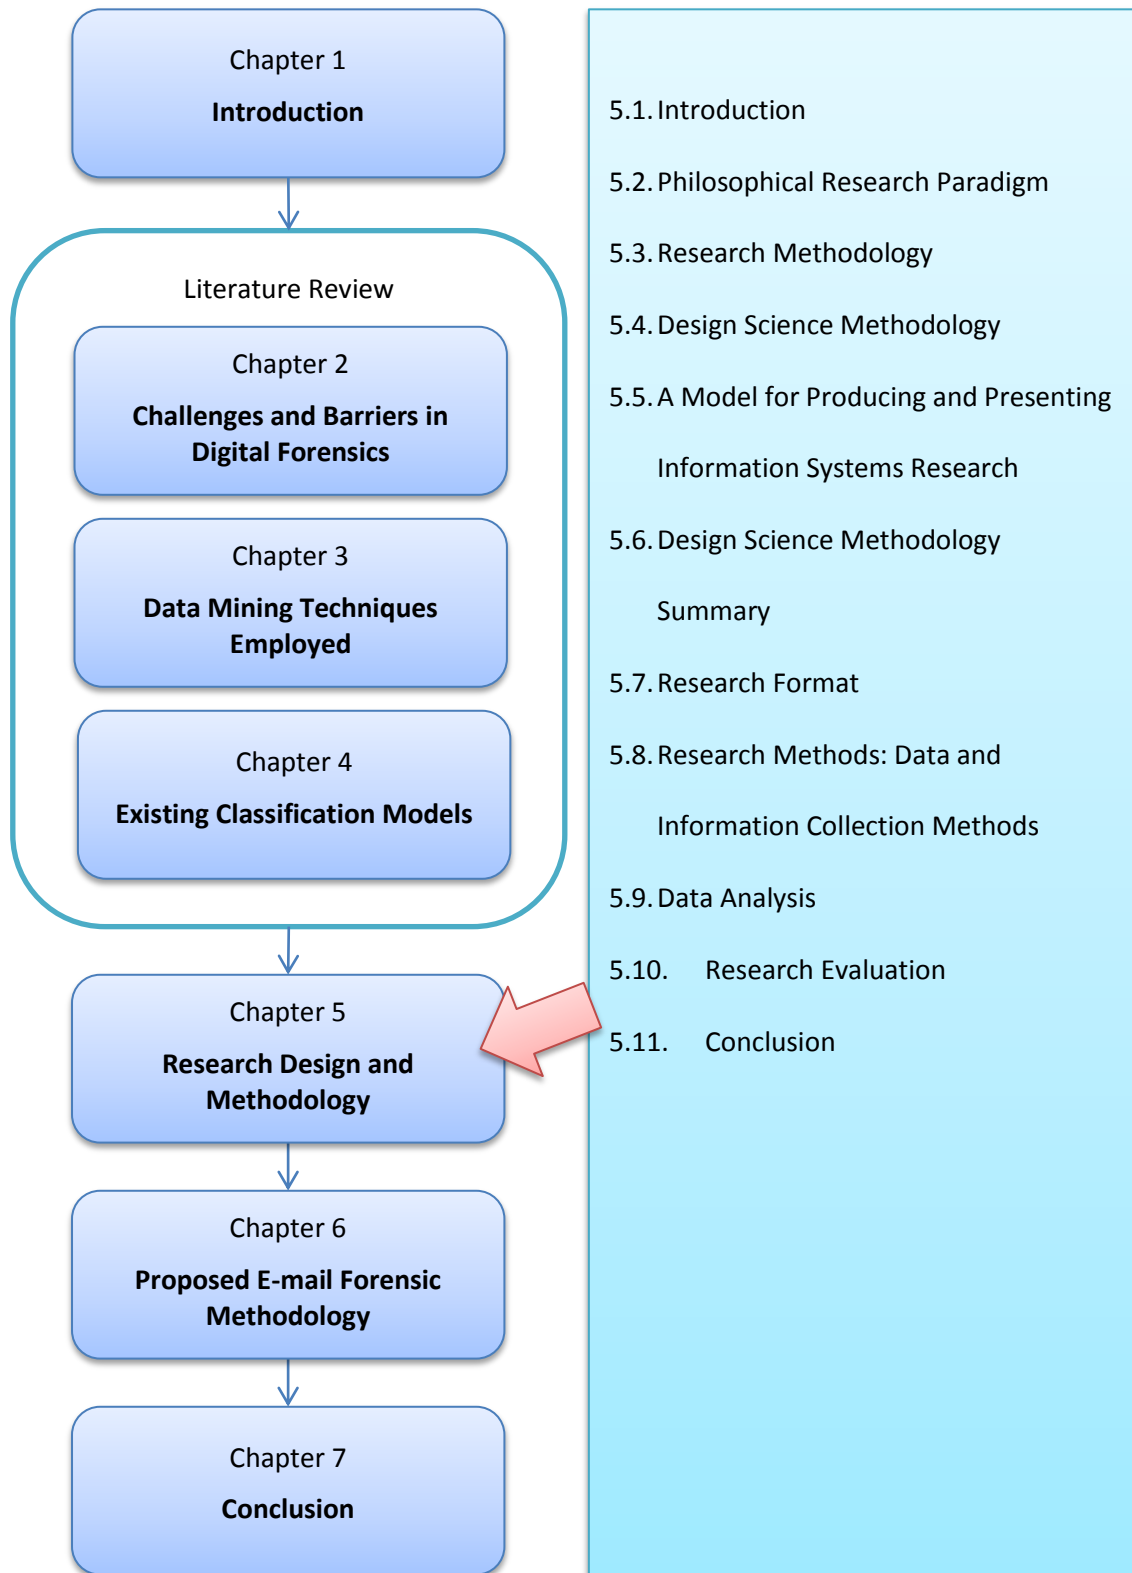 Chapter 1
Introduction
Literature Review
Chapter 2
Challenges and Barriers in
Digital Forensics
Chapter 3
Data Mining Techniques
Employed
Chapter 4
Existing Classification Models
Chapter 5
Research Design and
Methodology
Chapter 6
Proposed E-mail Forensic
Methodology
Chapter 7
Conclusion
5.1. Introduction
5.2. Philosophical Research Paradigm
5.3. Research Methodology
5.4. Design Science Methodology
5.5. A Model for Producing and Presenting
Information Systems Research
5.6. Design Science Methodology
Summary
5.7. Research Format
5.8. Research Methods: Data and
Information Collection Methods
5.9. Data Analysis
5.10. Research Evaluation
5.11. Conclusion